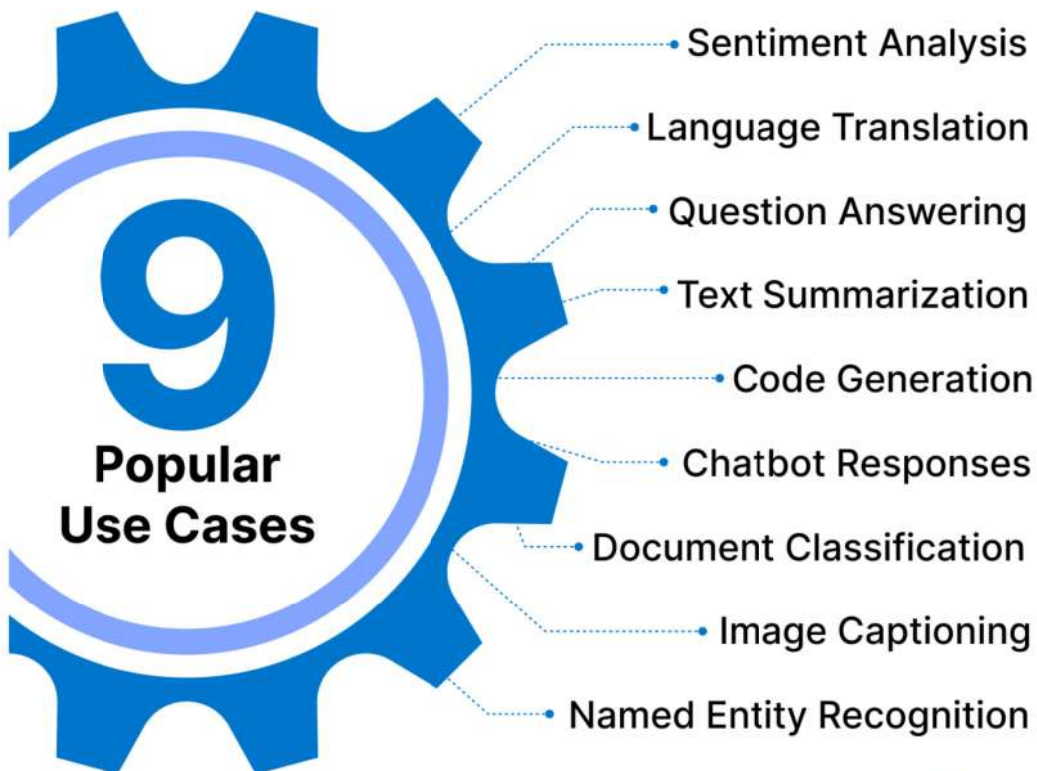 9
Popular
Use Cases
Sentiment Analysis
Language Translation
Question Answering
Text Summarization
Code Generation
Chatbot Responses
Document Classification
Image Captioning
Named Entity Recognition